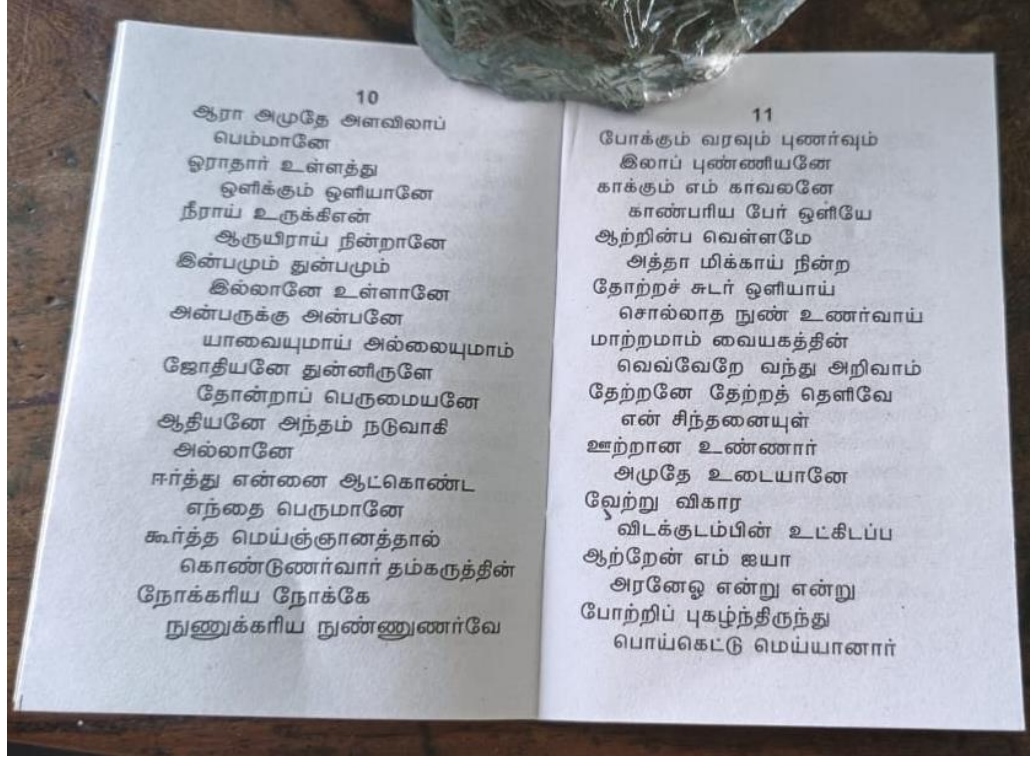 10
ஆரா அமுதே அளவிலாப்
பெம்மானே
ஓராதார் உள்ளத்து
ஒளிக்கும் ஒளியானே
நீராய் உருக்கிஎன்
ஆருயிராய் நின்றானே
இன்பமும் துன்பமும்
இல்லானே உள்ளானே
அன்பருக்கு அன்பனே
யாவையுமாய் அல்லையுமாம்
ஜோதியனே துன்னிருளே
தோன்றாப் பெருமையனே
ஆதியனே அந்தம் நடுவாகி
அல்லானே
ஈர்த்து என்னை ஆட்கொண்ட
எந்தை பெருமானே
கூர்த்த மெய்ஞ்ஞானத்தால்
கொண்டுணர்வார் தம்கருத்தின்
நோக்கரிய நோக்கே
நுணுக்கரிய நுண்ணுணர்வே
11
போக்கும் வரவும் புணர்வும்
இலாப் புண்ணியனே
காக்கும் எம் காவலனே
காண்பரிய பேர் ஒளியே
ஆற்றின்ப வெள்ளமே
அத்தா மிக்காய் நின்ற
தோற்றச் சுடர் ஒளியாய்
சொல்லாத நுண் உணர்வாய்
மாற்றமாம் வையகத்தின்
வெவ்வேறே வந்து அறிவாம்
தேற்றனே தேற்றத் தெளிவே
என் சிந்தனையுள்
ஊற்றான உண்ணார்
அமுதே உடையானே
வேற்று விகார
விடக்குடம்பின் உட்கிடப்ப
ஆற்றேன் எம் ஐயா
அரனேஓ என்று என்று
போற்றிப் புகழ்ந்திருந்து
பொய்கெட்டு மெய்யானார்